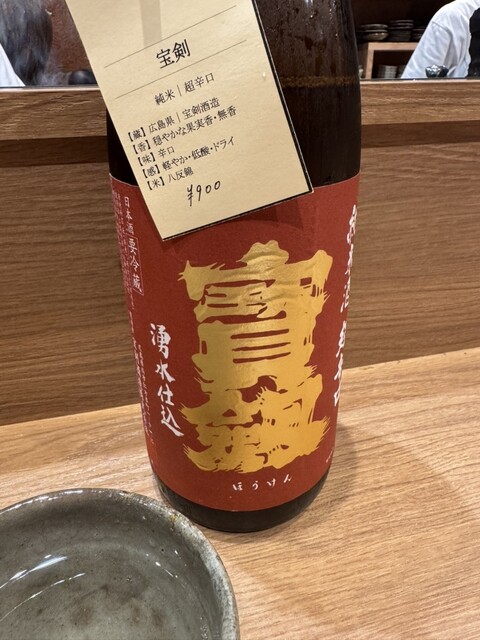 宝剣
純米|超辛口
【蔵】広島県|宝剣酒造
【香】穏やかな果実香・無香
【味】辛口
【感】軽やか・低酸・ドライ
【米】八反錦
¥900
日本酒 要冷蔵
湧水仕込
宝剣
ほうけん